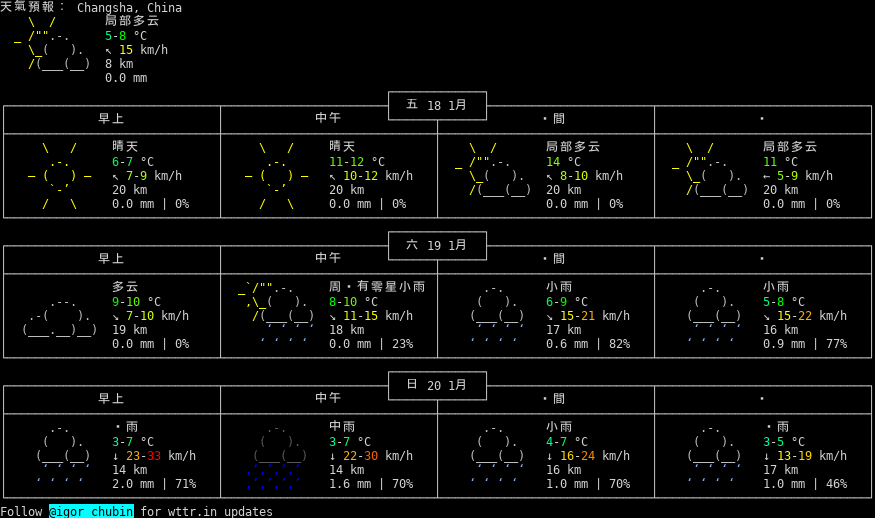 天氣預報： Changsha, China
局部多云
5-8 °C
↖ 15 km/h
8 km
0.0 mm
五 18 1月
早上 中午 ・間 ・
晴天 晴天 局部多云 局部多云
6-7 °C 11-12 °C 14 °C 11 °C
↖ 7-9 km/h ↖ 10-12 km/h ↖ 8-10 km/h ← 5-9 km/h
20 km 20 km 20 km 20 km
0.0 mm | 0% 0.0 mm | 0% 0.0 mm | 0% 0.0 mm | 0%
六 19 1月
早上 中午 ・間 ・
多云 周・有零星小雨 小雨 小雨
9-10 °C 8-10 °C 6-9 °C 5-8 °C
↘ 7-10 km/h ↘ 11-15 km/h ↘ 15-21 km/h ↘ 15-22 km/h
19 km 18 km 17 km 16 km
0.0 mm | 0% 0.0 mm | 23% 0.6 mm | 82% 0.9 mm | 77%
日 20 1月
早上 中午 ・間 ・
・雨 中雨 小雨 ・雨
3-7 °C 3-7 °C 4-7 °C 3-5 °C
↓ 23-33 km/h ↓ 22-30 km/h ↓ 16-24 km/h ↓ 13-19 km/h
14 km 14 km 16 km 17 km
2.0 mm | 71% 1.6 mm | 70% 1.0 mm | 70% 1.0 mm | 46%
Follow @igor_chubin for wttr.in updates